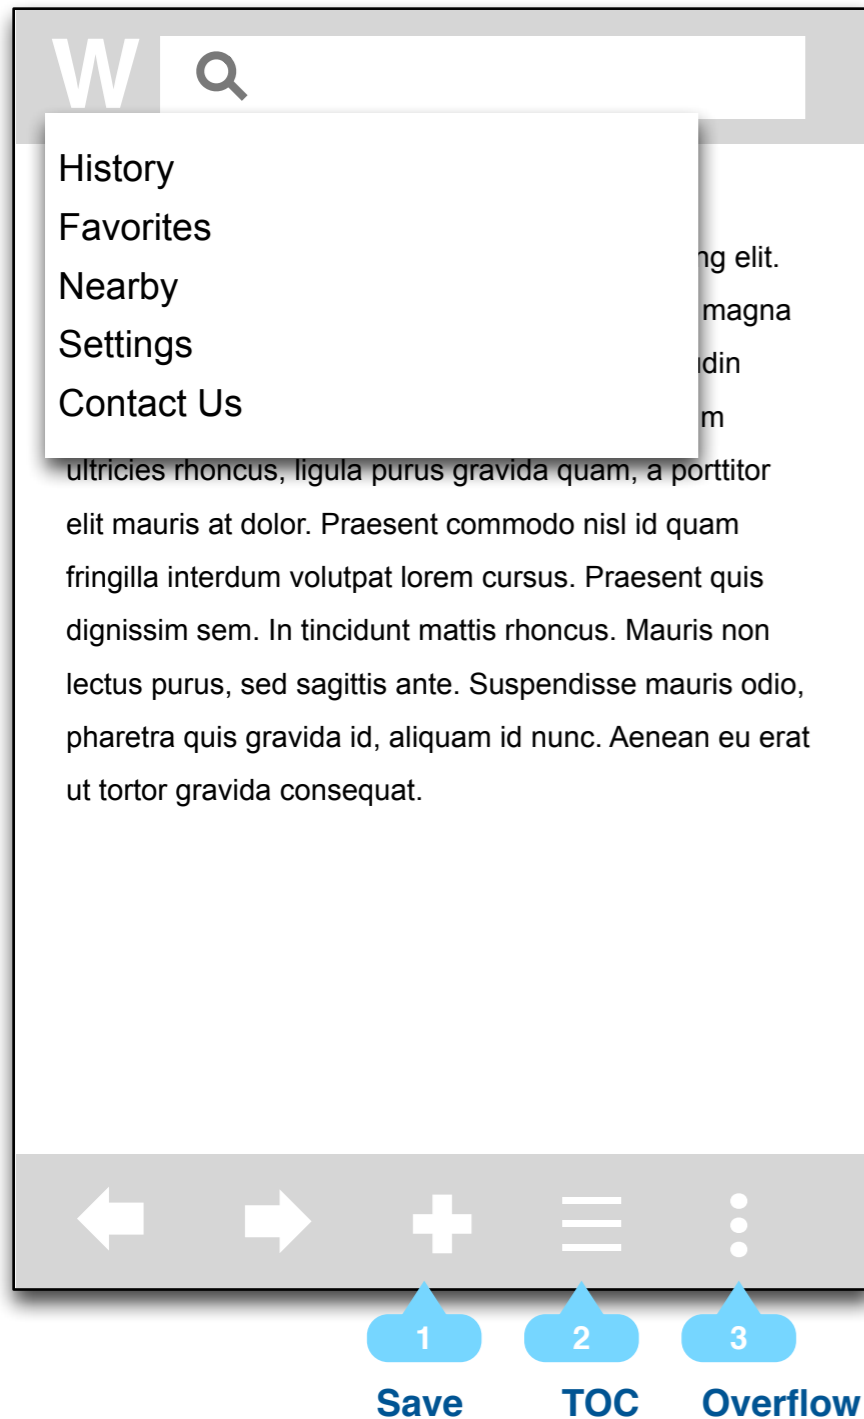 W
History
Favorites
Nearby
Settings
Contact Us
elit.
magna
ultricies rhoncus, ligula purus gravida quam, a porttitor
elit mauris at dolor. Praesent commodo nisl id quam
fringilla interdum volutpat lorem cursus. Praesent quis
dignissim sem. In tincidunt mattis rhoncus. Mauris non
lectus purus, sed sagittis ante. Suspendisse mauris odio,
pharetra quis gravida id, aliquam id nunc. Aenean eu erat
ut tortor gravida consequat.
1 2 3
Save TOC Overflow